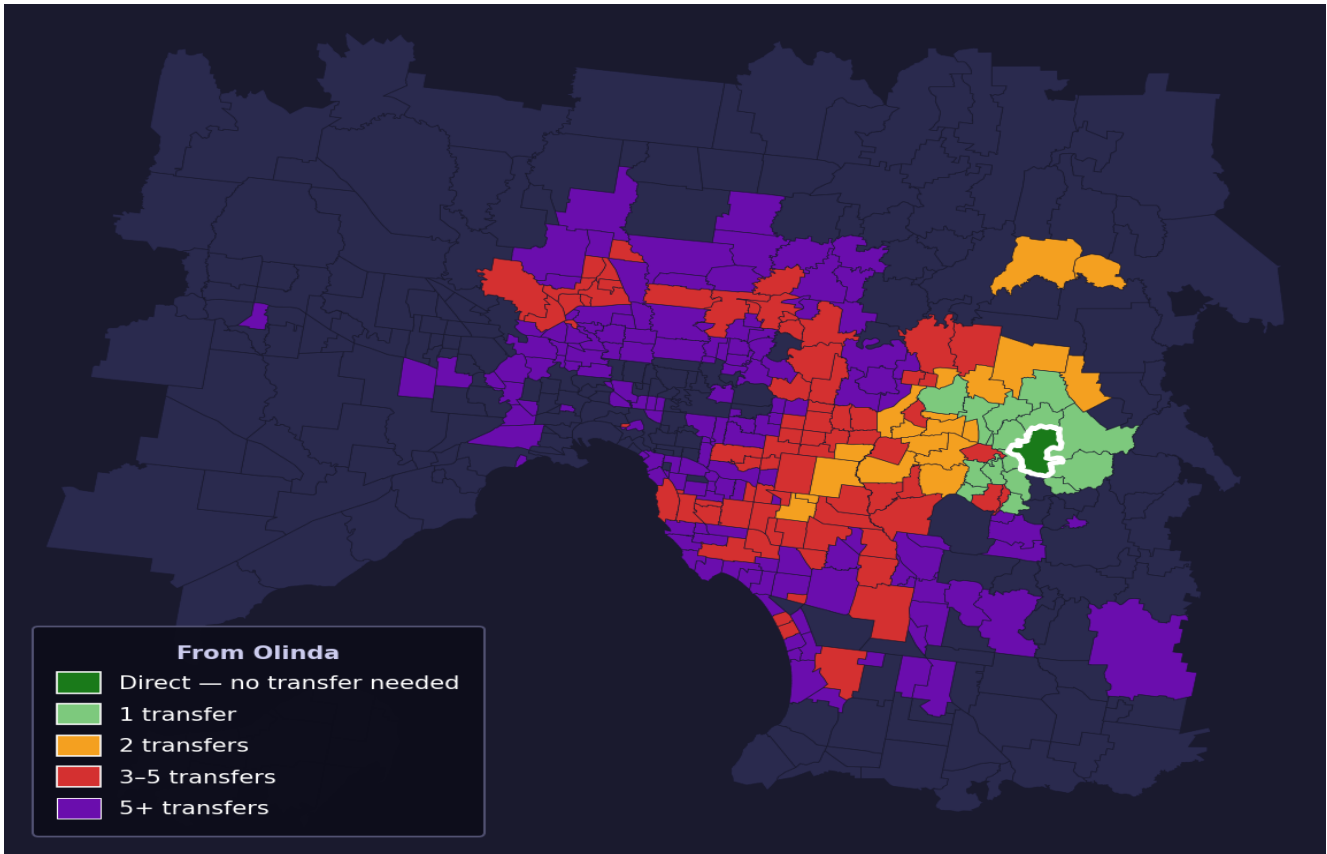 From Olinda
Direct — no transfer needed
1 transfer
2 transfers
3–5 transfers
5+ transfers